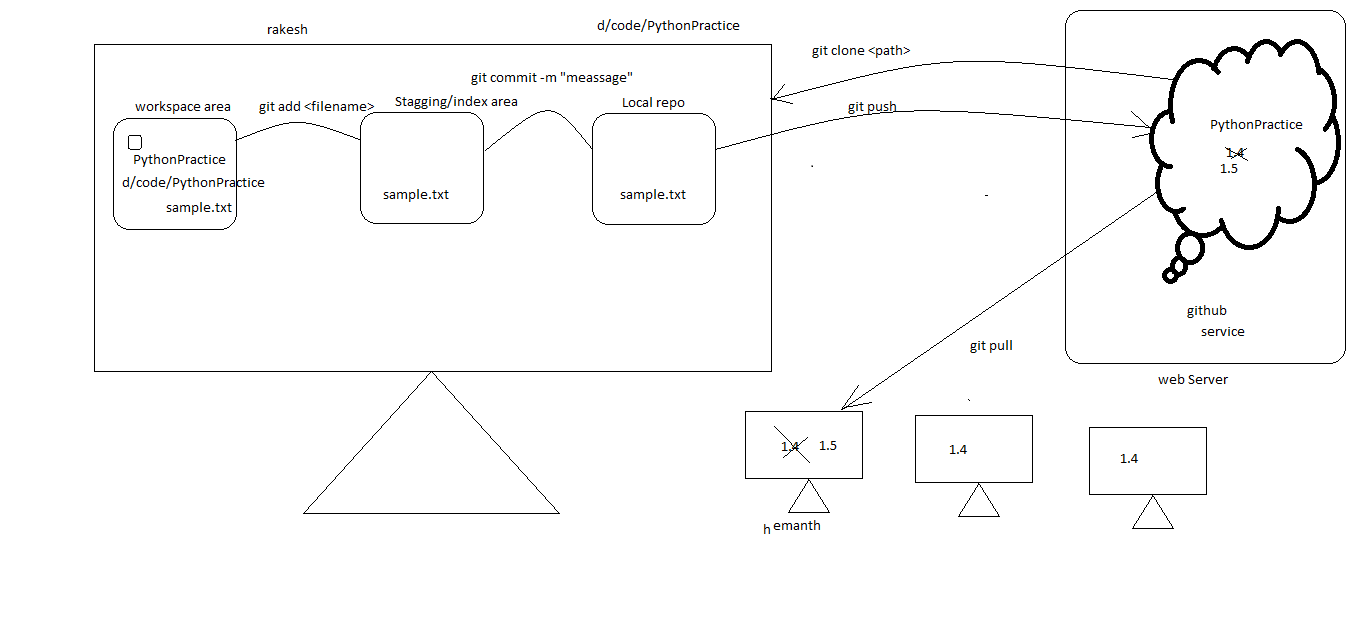 rakesh
d/code/PythonPractice
git clone <path>
git commit -m "meassage"
workspace area
git add <filename>
Stagging/index area
Local repo
git push
PythonPractice
d/code/PythonPractice
sample.txt
sample.txt
sample.txt
PythonPractice
1.4
1.5
github
service
web Server
git pull
1.4
1.5
1.4
1.4
hemanth